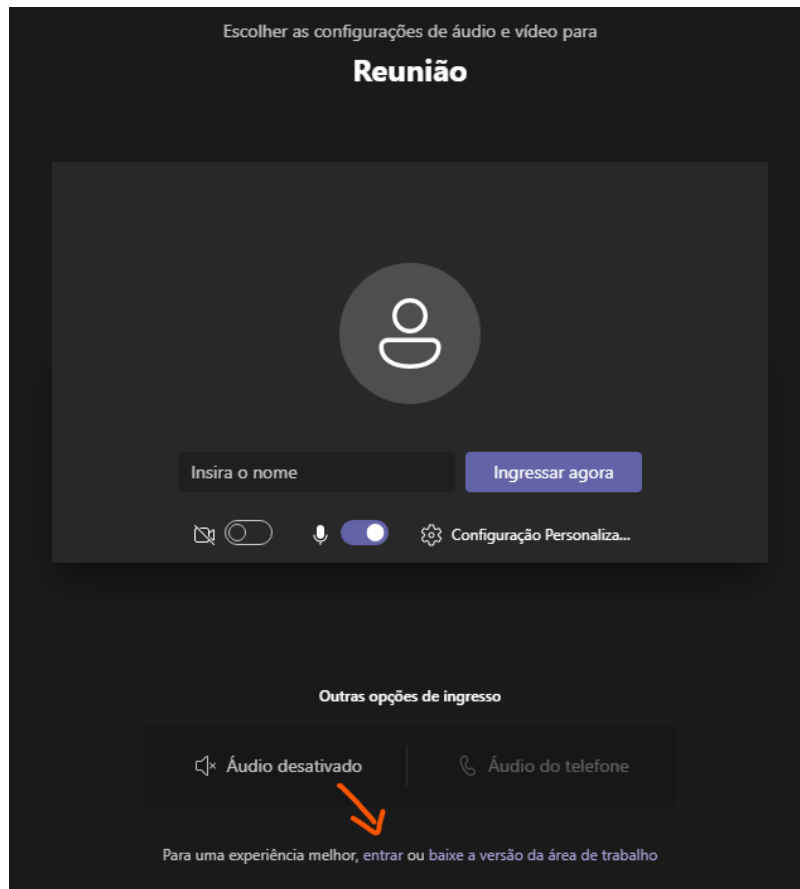 Escolher as configurações de áudio e vídeo para
Reunião
Insira o nome
Ingressar agora
Configuração Personaliza...
Outras opções de ingresso
Áudio desativado
Áudio do telefone
Para uma experiência melhor, entrar ou baixe a versão da área de trabalho